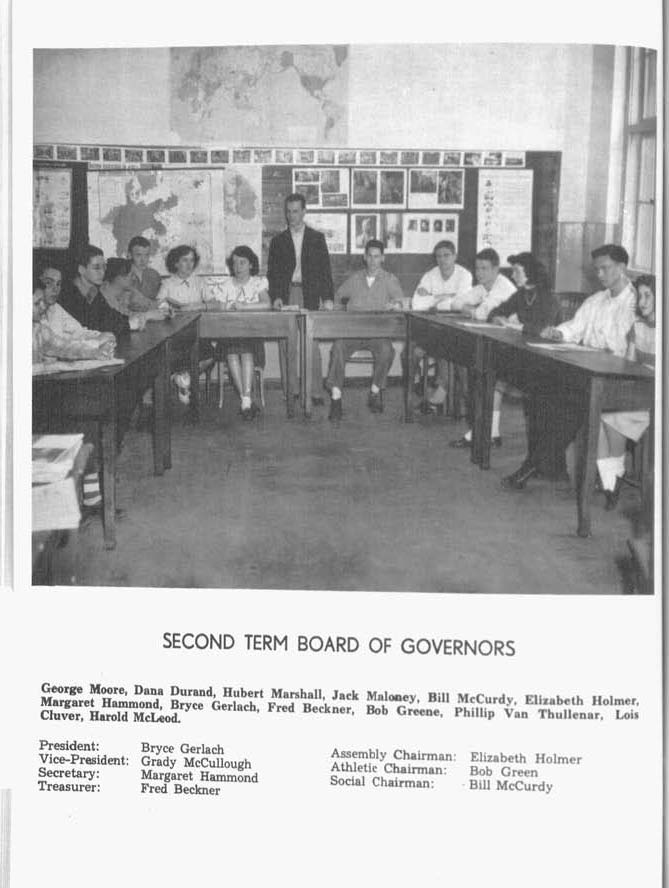 SECOND TERM BOARD OF GOVERNORS
George Moore, Dana Durand, Hubert Marshall, Jack Maloney, Bill McCurdy, Elizabeth Holmer,
Margaret Hammond, Bryce Gerlach, Fred Beckner, Bob Greene, Phillip Van Thullenar, Lois
Cluver, Harold McLeod.
President: Bryce Gerlach
Vice-President: Grady McCullough
Secretary: Margaret Hammond
Treasurer: Fred Beckner
Assembly Chairman: Elizabeth Holmer
Athletic Chairman: Bob Green
Social Chairman: Bill McCurdy